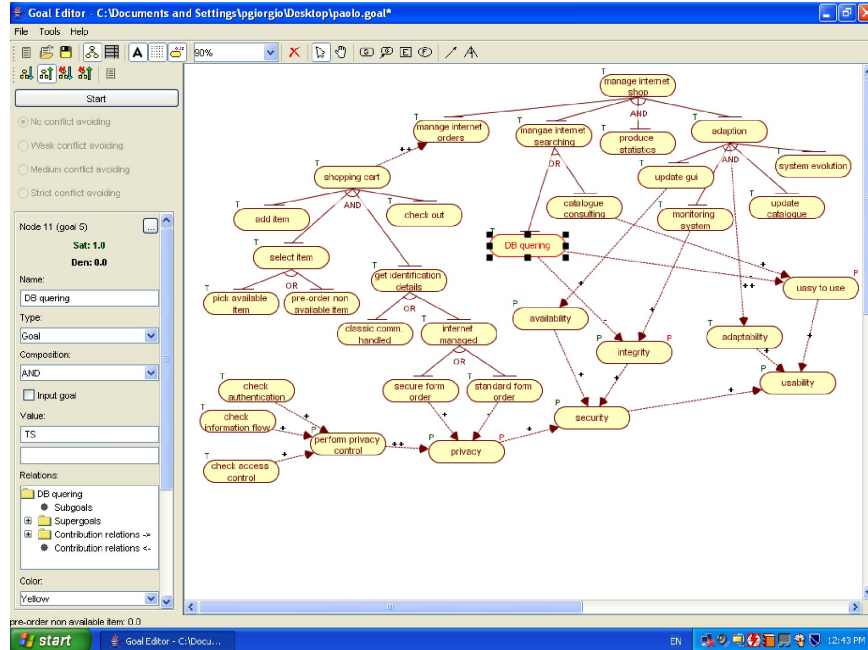 Goal Editor - C:\Documents and Settings\pgiorgio\Desktop\paolo.goal*
File Tools Help
A
90%
G
E
F
Start
No conflict avoiding
Weak conflict avoiding
Medium conflict avoiding
Strict conflict avoiding
Node 11 (goal 5)
...
Sat: 1.0
Den: 0.0
Name:
DB quering
Type:
Goal
Composition:
AND
Input goal
Value:
TS
Relations:
DB quering
Subgoals
Supergoals
Contribution relations ->
Contribution relations <-
Color:
Yellow
T
manage internet
shop
AND
T
manage internet
orders
T
mangae internet
searching
T
produce
statistics
T
adaption
++
OR
AND
T
shopping cart
AND
T
update gui
T
system evolution
T
add item
T
check out
catalogue
consulting
T
monitoring
system
T
update
catalogue
T
select item
OR
T
DB quering
T
get identification
details
OR
T
pick available
item
T
pre-order non
available item
P
uasy to use
-
++
+
P
availability
T
classic comm.
handled
T
internet
managed
OR
-
+
P
integrity
P
T
adaptability
+
+
P
usability
T
check
authentication
T
secure form
order
T
standard form
order
+
+
T
check
information flow
+
+
P
security
+
+
+
-
P
perform privacy
control
++
P
privacy
P
+
T
check access
control
+
pre-order non available item: 0.0
start
Goal Editor - C:\Docu...
EN
12:43 PM